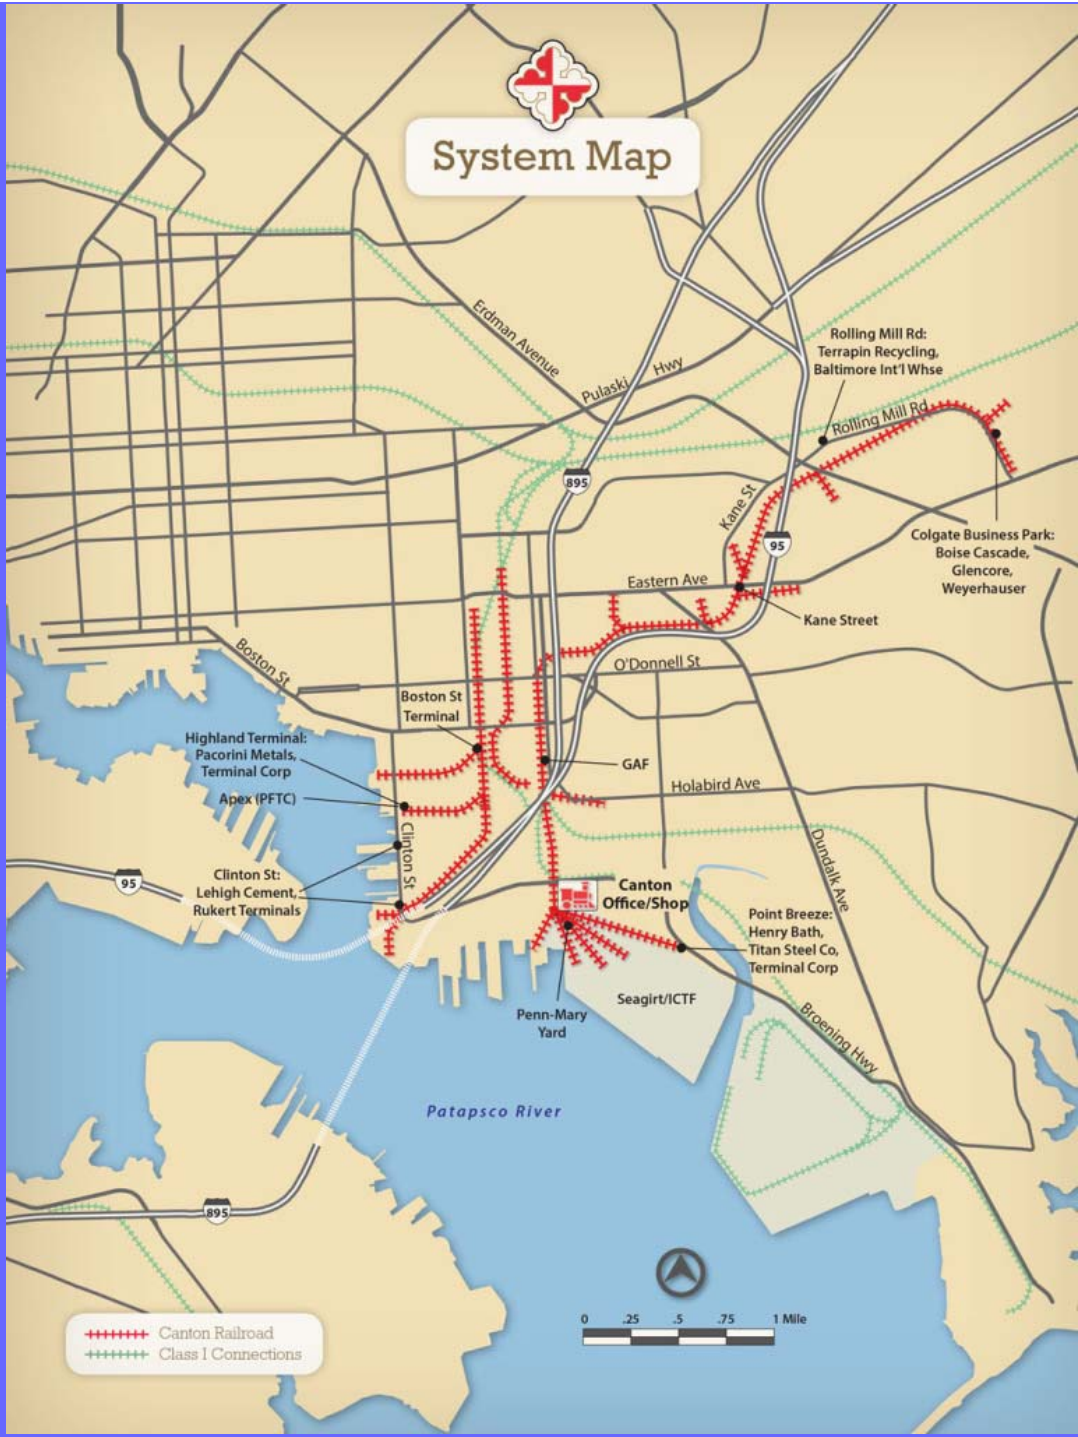 System Map
Erdman Avenue
Pulaski Hwy
Rolling Mill Rd:
Terrapin Recycling,
Baltimore Int'l Whse
Rolling Mill Rd
895
Kane St
95
Colgate Business Park:
Boise Cascade,
Glencore,
Weyerhauser
Eastern Ave
Kane Street
Boston St
O'Donnell St
Boston St
Terminal
Highland Terminal:
Pacorini Metals,
Terminal Corp
GAF
Holabird Ave
Apex (PFTC)
Clinton St
Dundalk Ave
95
Clinton St:
Lehigh Cement,
Rukert Terminals
Canton
Office/Shop
Point Breeze:
Henry Bath,
Titan Steel Co,
Terminal Corp
Seagirt/ICTF
Penn-Mary
Yard
Broening Hwy
Patapsco River
895
0 .25 .5 .75 1 Mile
Canton Railroad
Class I Connections